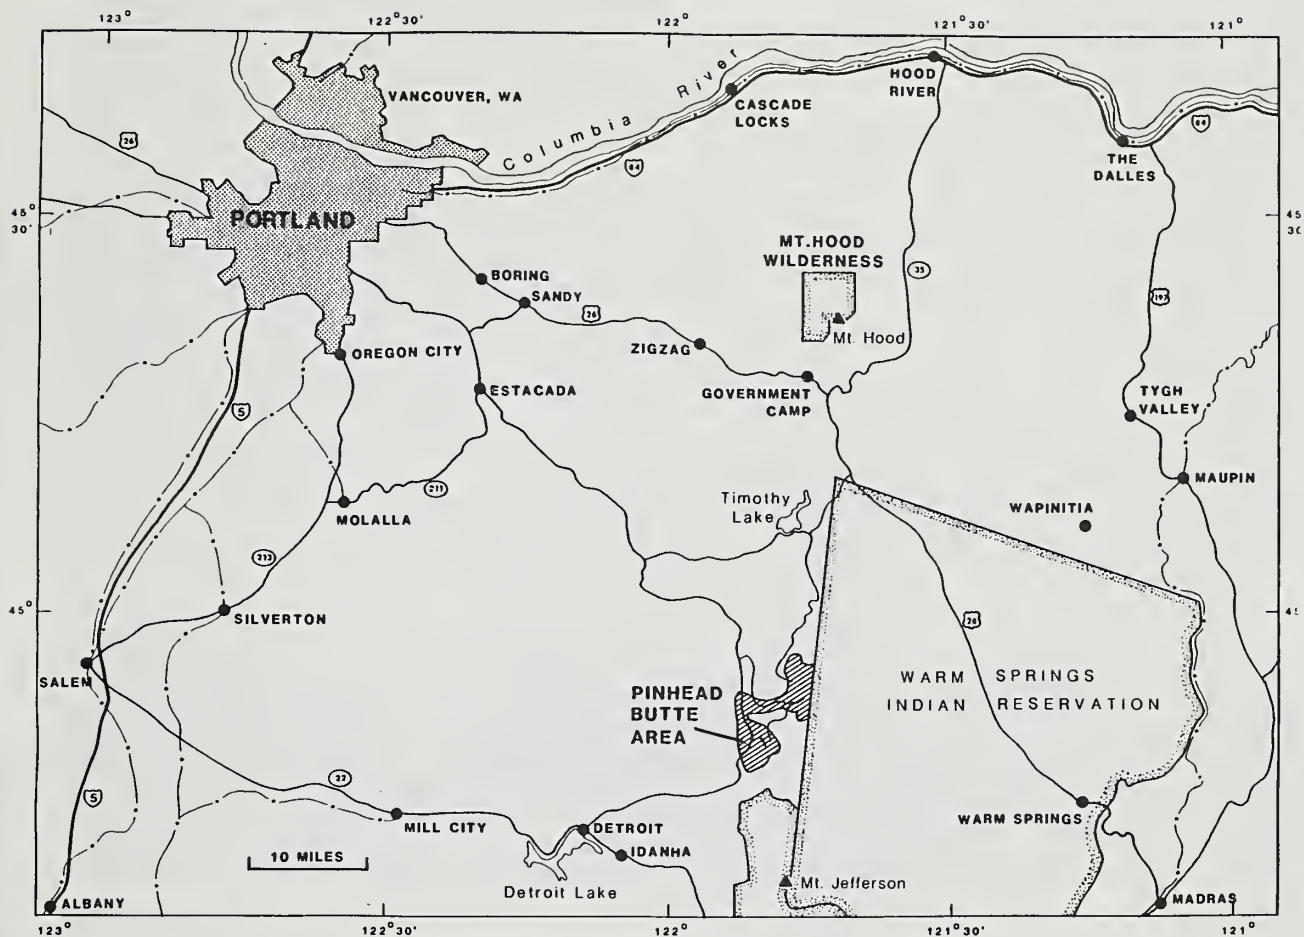 123°
122°30'
122°
121°30'
121°
VANCOUVER, WA
Columbia River
HOOD
RIVER
CASCADE
LOCKS
84
84
26
THE
DALLES
45°
30'
45
PORTLAND
MT. HOOD
WILDERNESS
35
BORING
SANDY
26
197
Mt. Hood
ZIGZAG
OREGON CITY
ESTACADA
GOVERNMENT
CAMP
TYGH
VALLEY
5
MAUPIN
211
MOLALLA
Timothy
Lake
WAPINITIA
213
45°
SILVERTON
26
SALEM
WARM SPRINGS
INDIAN RESERVATION
PINHEAD
BUTTE
AREA
22
5
MILL CITY
DETROIT
WARM SPRINGS
10 MILES
IDANHA
Detroit Lake
Mt. Jefferson
ALBANY
MADRAS
123°
122°30'
122°
121°30'
121°